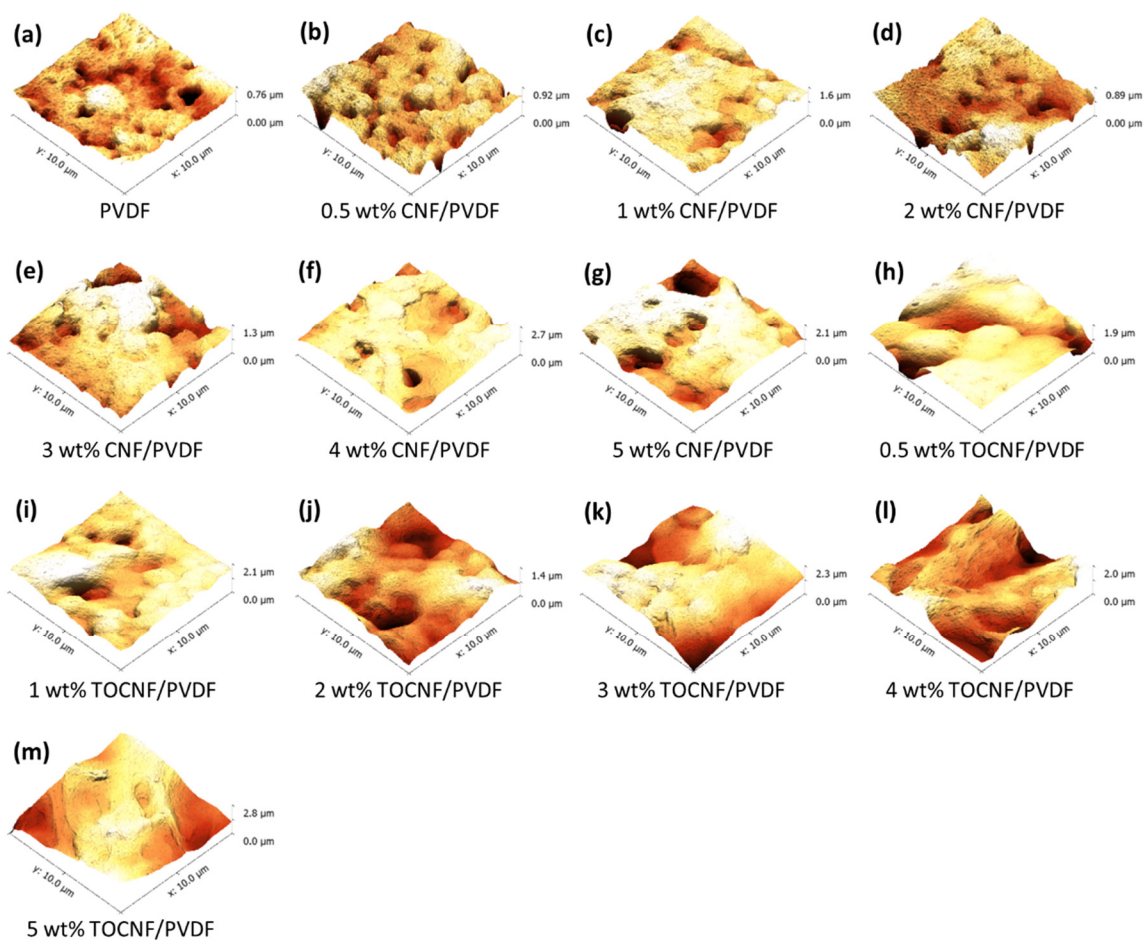 (a)
0.76 µm
0.00 µm
y: 10.0 µm
x: 10.0 µm
PVDF
(b)
0.92 µm
0.00 µm
y: 10.0 µm
x: 10.0 µm
0.5 wt% CNF/PVDF
(c)
1.6 µm
0.0 µm
y: 10.0 µm
x: 10.0 µm
1 wt% CNF/PVDF
(d)
0.89 µm
0.00 µm
y: 10.0 µm
x: 10.0 µm
2 wt% CNF/PVDF
(e)
1.3 µm
0.0 µm
y: 10.0 µm
x: 10.0 µm
3 wt% CNF/PVDF
(f)
2.7 µm
0.0 µm
y: 10.0 µm
x: 10.0 µm
4 wt% CNF/PVDF
(g)
2.1 µm
0.0 µm
y: 10.0 µm
x: 10.0 µm
5 wt% CNF/PVDF
(h)
1.9 µm
0.0 µm
y: 10.0 µm
x: 10.0 µm
0.5 wt% TOCNF/PVDF
(i)
2.1 µm
0.0 µm
y: 10.0 µm
x: 10.0 µm
1 wt% TOCNF/PVDF
(j)
1.4 µm
0.0 µm
y: 10.0 µm
x: 10.0 µm
2 wt% TOCNF/PVDF
(k)
2.3 µm
0.0 µm
y: 10.0 µm
x: 10.0 µm
3 wt% TOCNF/PVDF
(l)
2.0 µm
0.0 µm
y: 10.0 µm
x: 10.0 µm
4 wt% TOCNF/PVDF
(m)
2.8 µm
0.0 µm
y: 10.0 µm
x: 10.0 µm
5 wt% TOCNF/PVDF